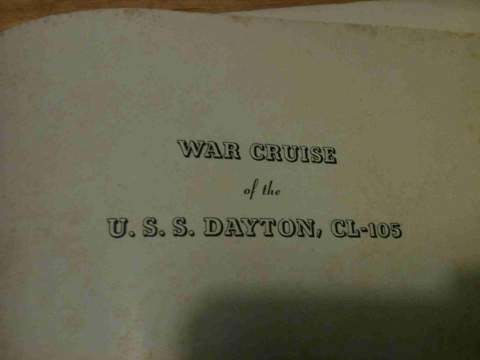 WAR CRUISE
of the
U. S. S. DAYTON, CL-105